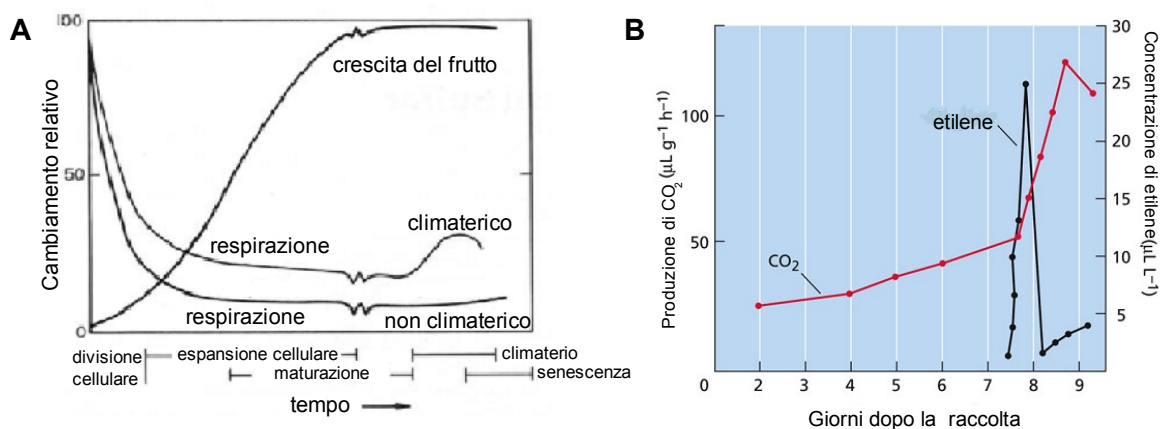 A
100
50
0
Cambiamento relativo
crescita del frutto
climaterico
respirazione
respirazione
non climaterico
divisione
cellulare
espansione cellulare
maturazione
climaterio
senescenza
tempo
B
Produzione di CO2 (µL g–1 h–1)
100
50
0
etilene
CO2
30
25
20
15
10
5
Concentrazione di etilene(µL L–1)
0 2 3 4 5 6 7 8 9
Giorni dopo la raccolta